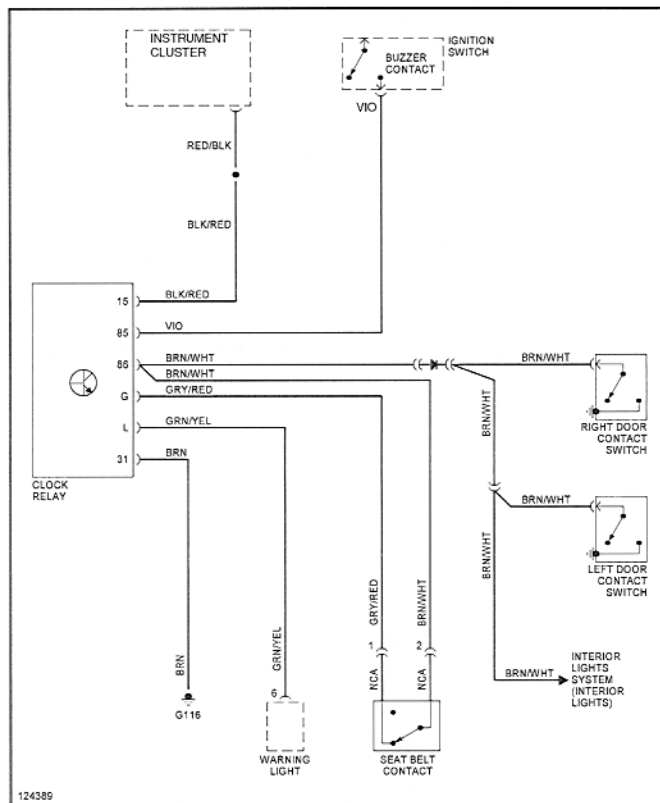 INSTRUMENT
CLUSTER
IGNITION
SWITCH
BUZZER
CONTACT
VIO
RED/BLK
BLK/RED
15
BLK/RED
85
VIO
86
BRN/WHT
BRN/WHT
BRN/WHT
G
GRY/RED
L
GRN/YEL
31
BRN
CLOCK
RELAY
BRN/WHT
RIGHT DOOR
CONTACT
SWITCH
BRN/WHT
BRN/WHT
LEFT DOOR
CONTACT
SWITCH
GRY/RED
BRN/WHT
1
2
NCA
NCA
BRN
GRN/YEL
6
G116
BRN/WHT
INTERIOR
LIGHTS
SYSTEM
(INTERIOR
LIGHTS)
WARNING
LIGHT
SEAT BELT
CONTACT
124389